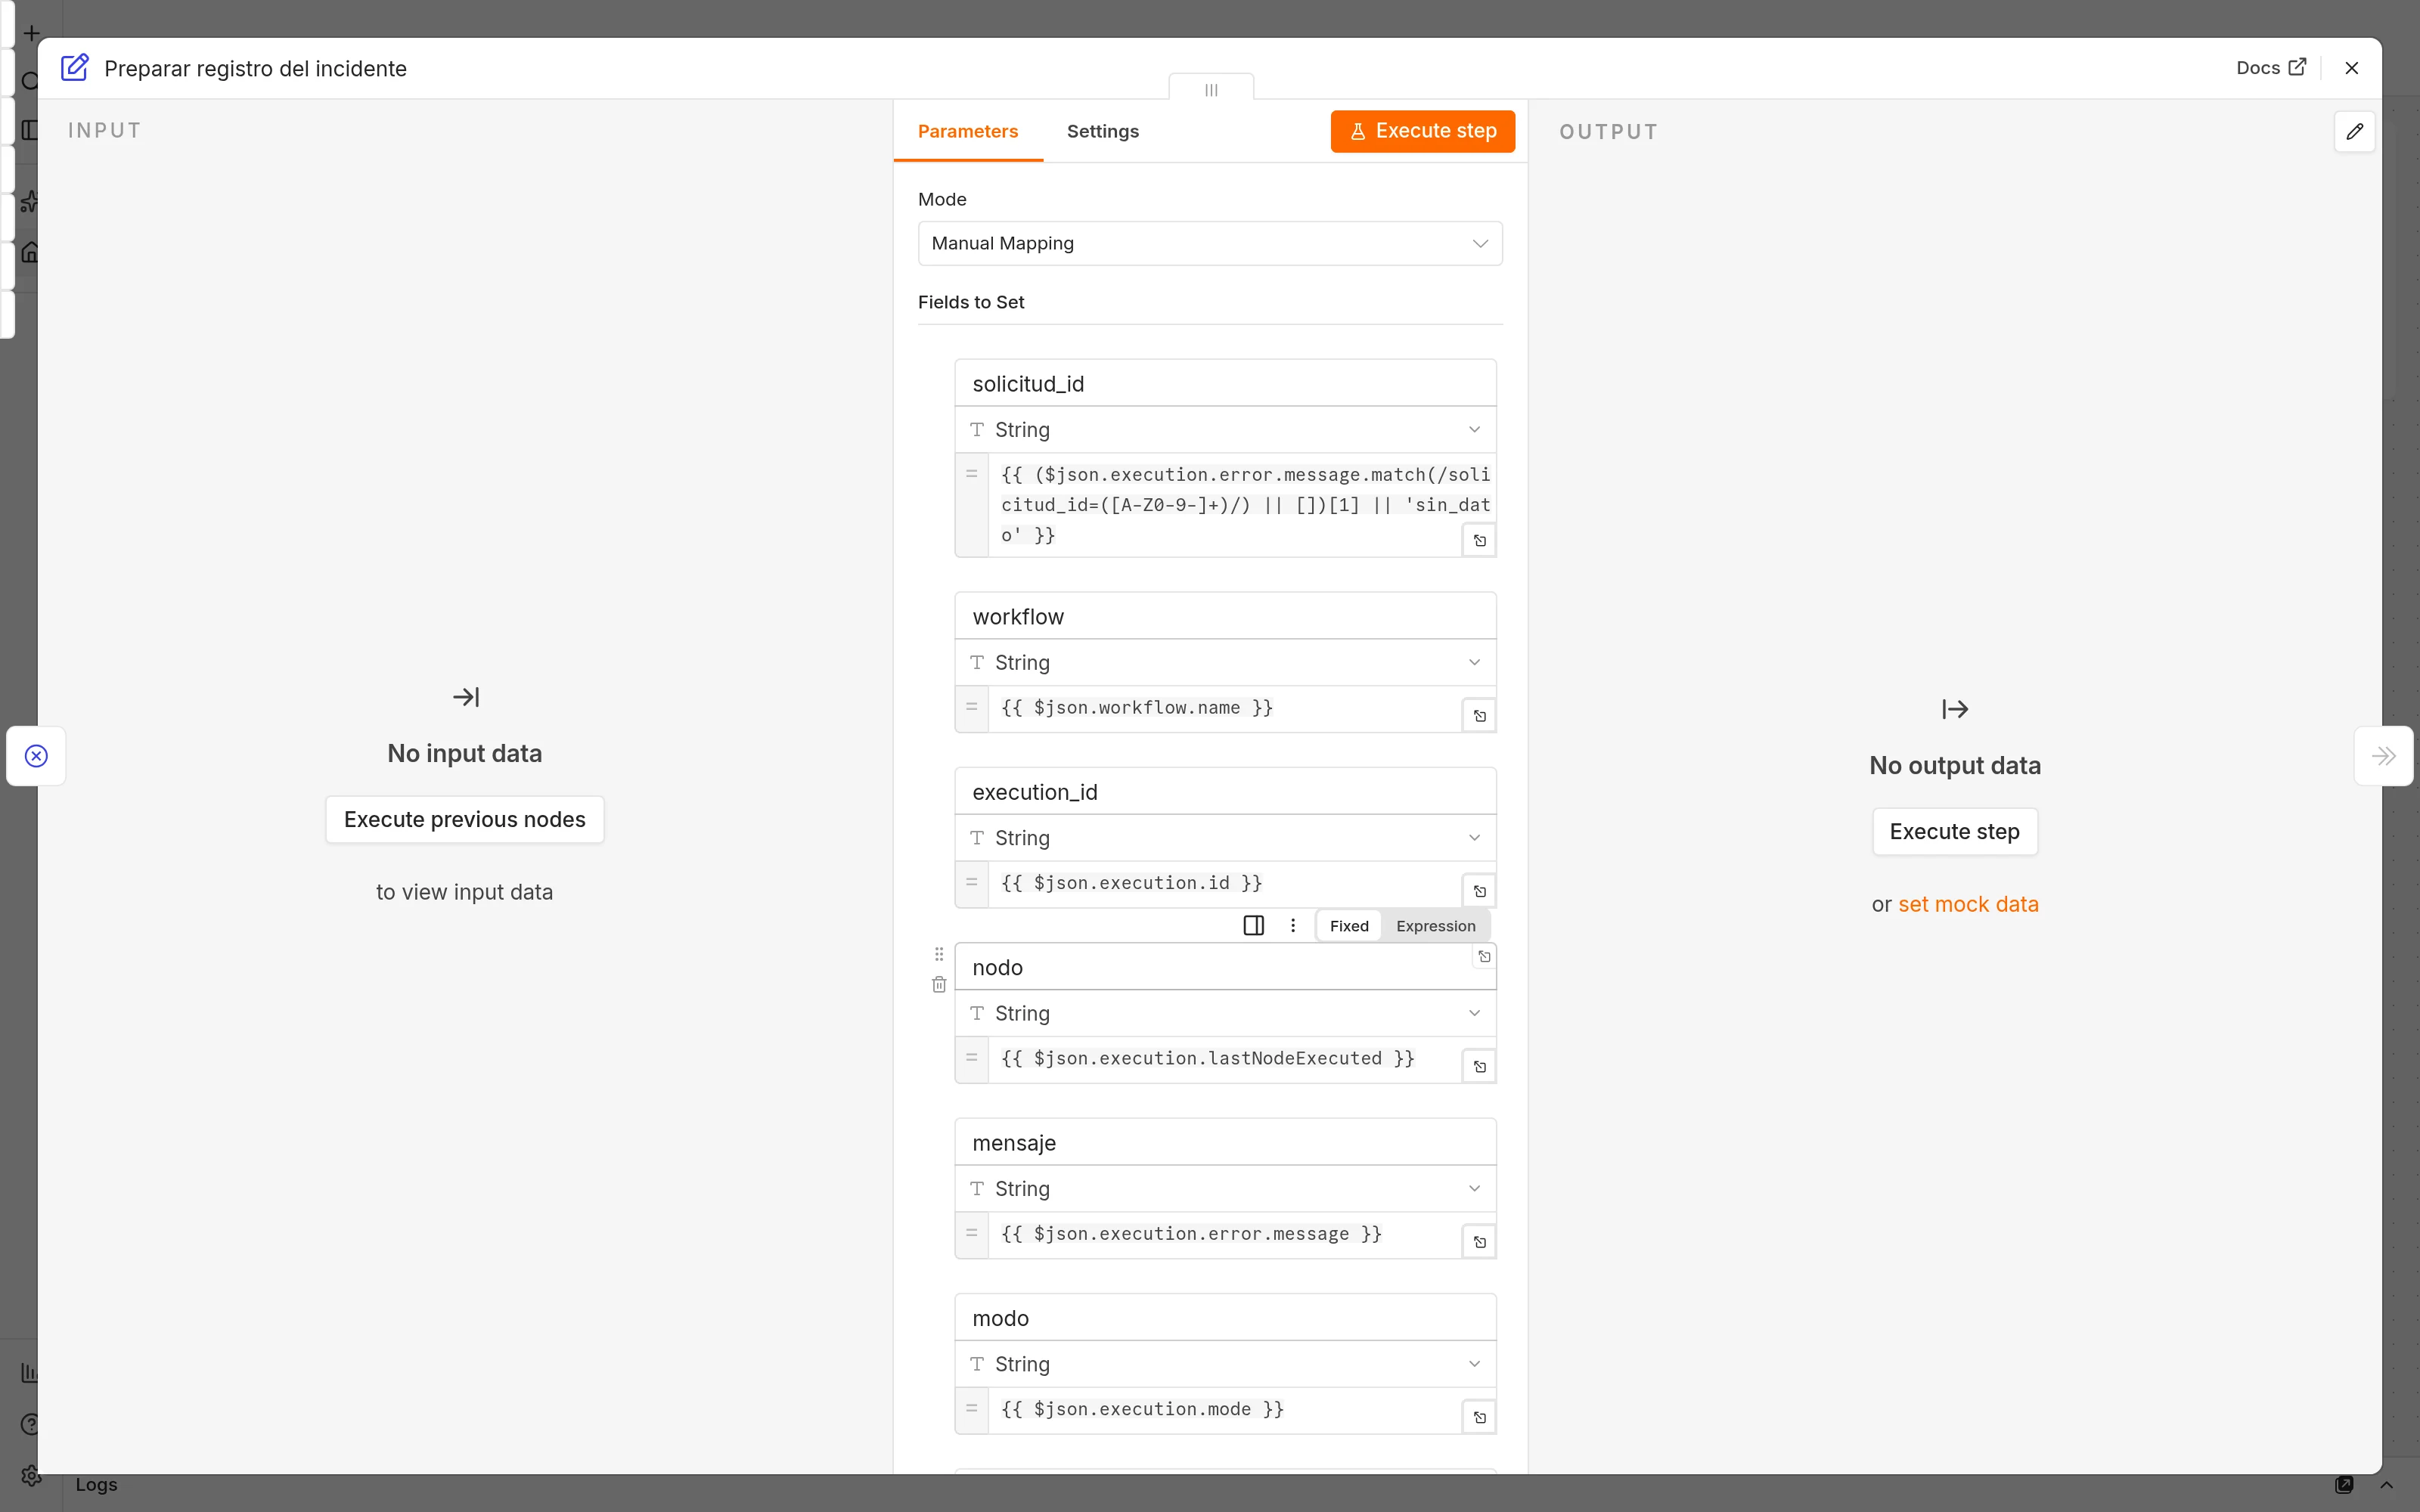 Preparar registro del incidente
Docs
INPUT
Parameters
Settings
Execute step
OUTPUT
Mode
Manual Mapping
Fields to Set
solicitud_id
String
=
{{ ($json.execution.error.message.match(/soli
citud_id=([A-Z0-9-]+)/) || [])[1] || 'sin_dat
o' }}
workflow
String
=
{{ $json.workflow.name }}
execution_id
String
=
{{ $json.execution.id }}
Fixed
Expression
nodo
String
=
{{ $json.execution.lastNodeExecuted }}
mensaje
String
=
{{ $json.execution.error.message }}
modo
String
=
{{ $json.execution.mode }}
No input data
Execute previous nodes
to view input data
No output data
Execute step
or set mock data
Logs